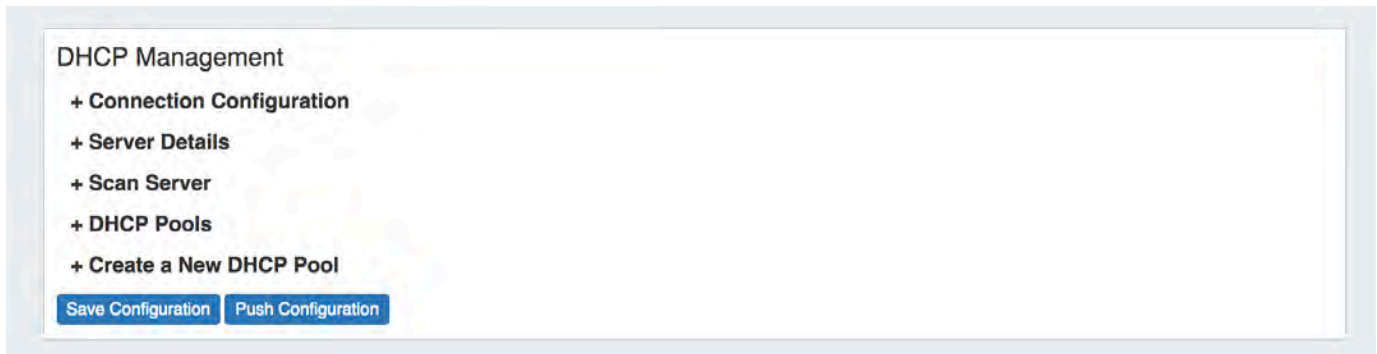 DHCP Management
+ Connection Configuration
+ Server Details
+ Scan Server
+ DHCP Pools
+ Create a New DHCP Pool
Save Configuration Push Configuration